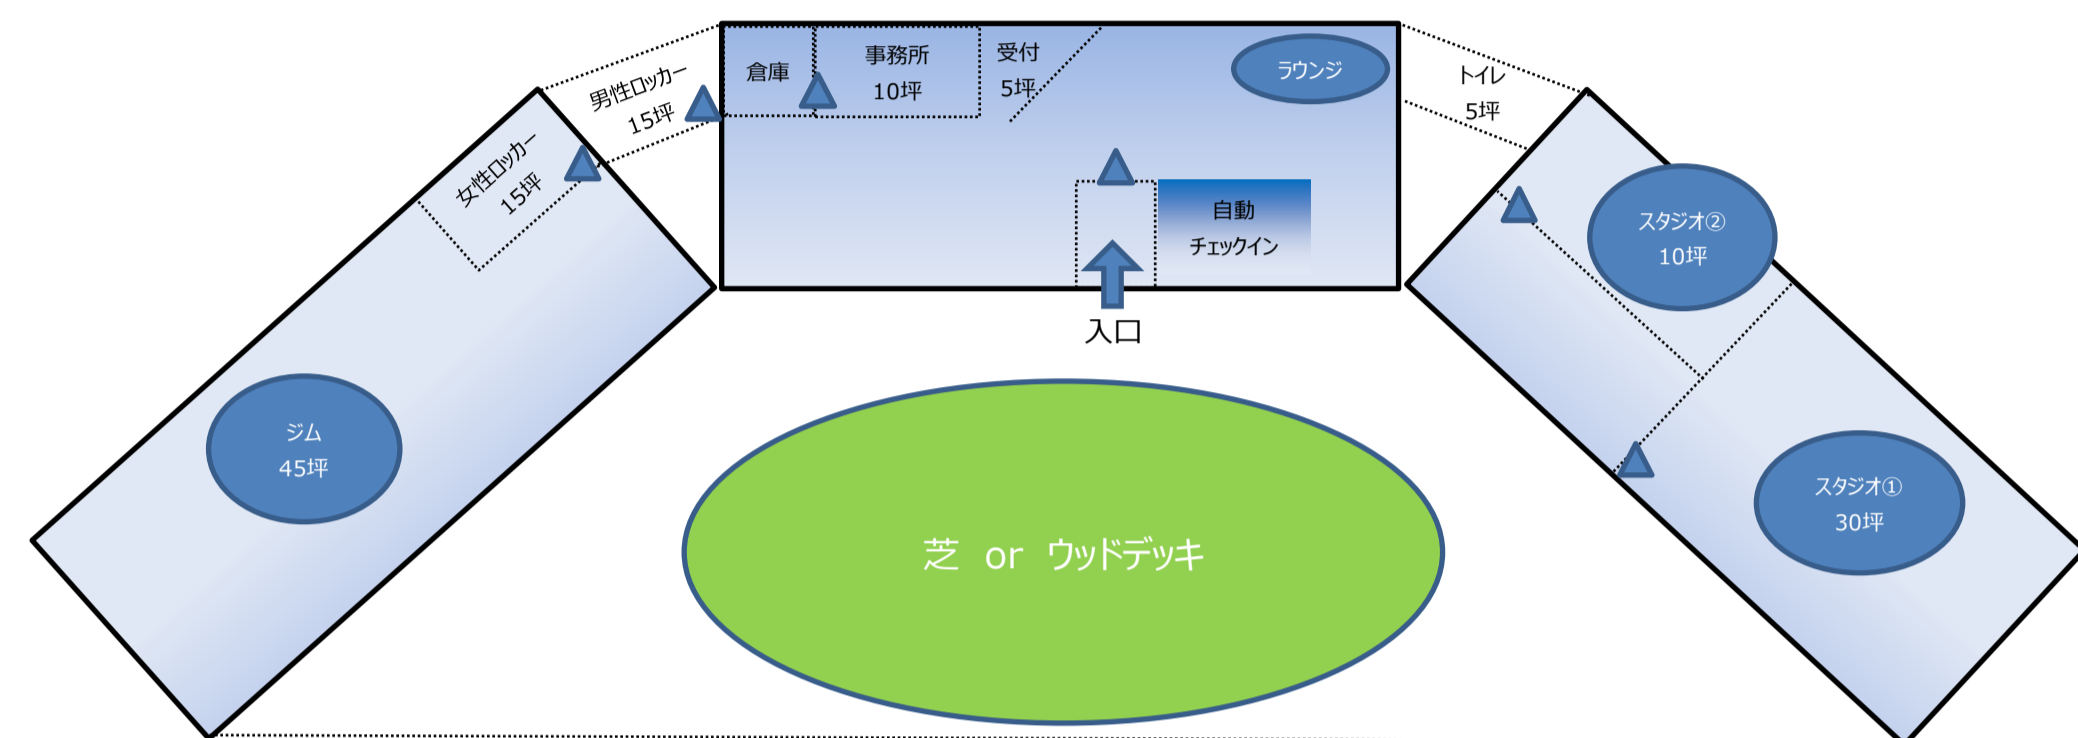 女性ロッカー
15坪
男性ロッカー
15坪
倉庫
事務所
10坪
受付
5坪
ラウンジ
トイレ
5坪
自動
チェックイン
入口
スタジオ②
10坪
ジム
45坪
スタジオ①
30坪
芝 or ウッドデッキ